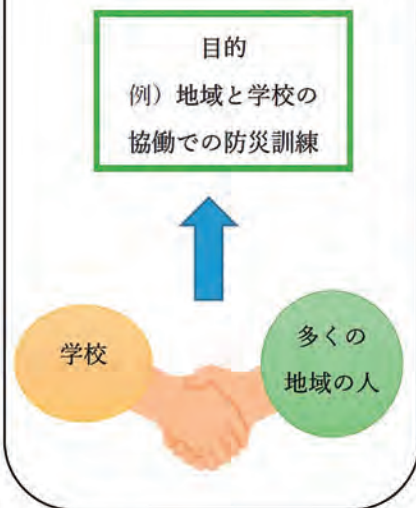 目的
例）地域と学校の
協働での防災訓練
学校
多くの
地域の人